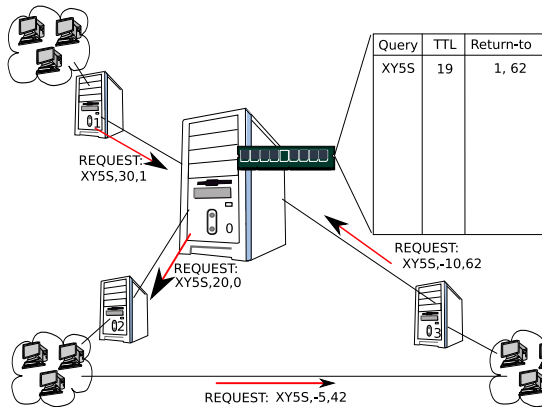 Query TTL Return-to
XY5S 19 1, 62
1
REQUEST:
XY5S,30,1
0
REQUEST:
XY5S,20,0
REQUEST:
XY5S,-10,62
2
3
REQUEST: XY5S,-5,42